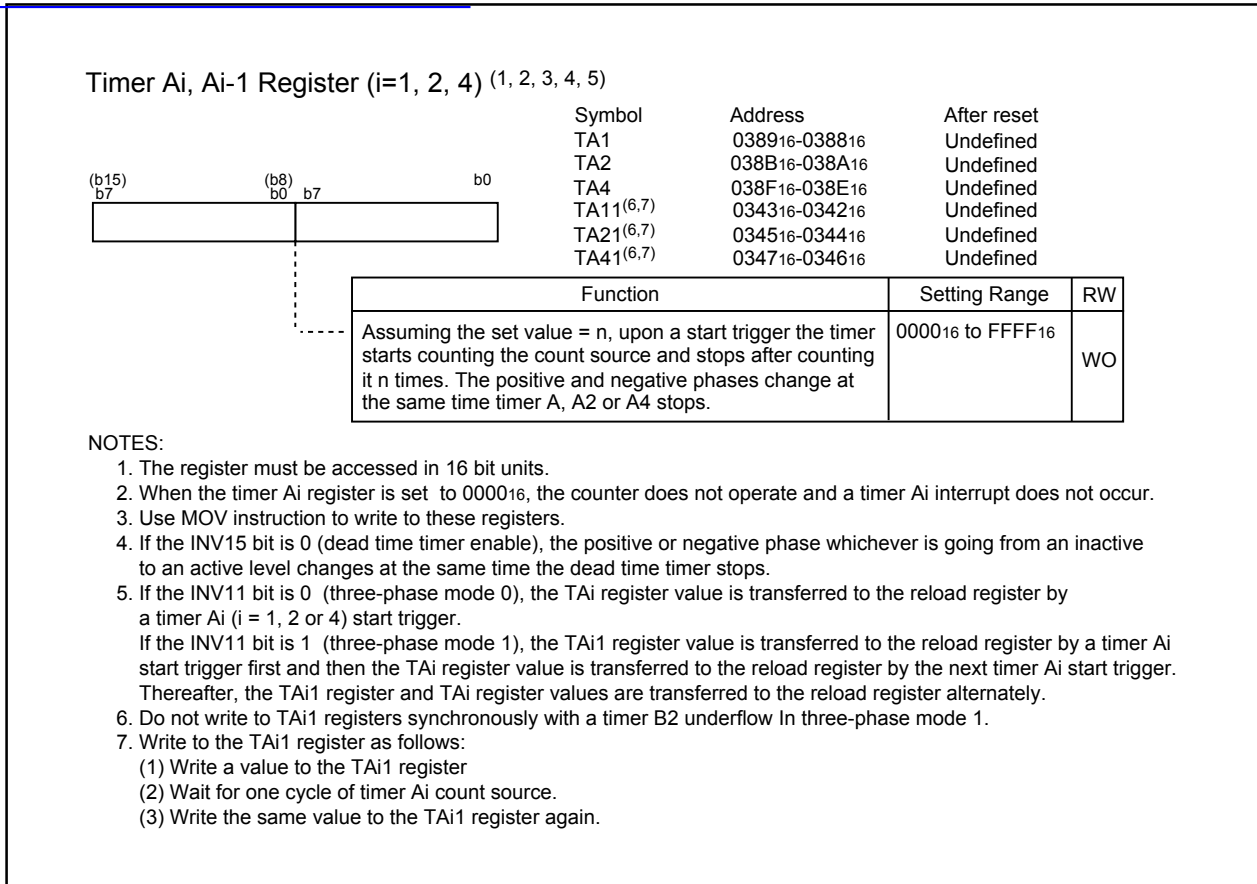 Timer Ai, Ai-1 Register (i=1, 2, 4) (1, 2, 3, 4, 5)
Symbol Address After reset
TA1 038916-038816 Undefined
TA2 038B16-038A16 Undefined
TA4 038F16-038E16 Undefined
TA11(6,7) 034316-034216 Undefined
TA21(6,7) 034516-034416 Undefined
TA41(6,7) 034716-034616 Undefined
(b15) (b8) b0
b7 b0 b7
Function Setting Range RW
Assuming the set value = n, upon a start trigger the timer 000016 to FFFF16
starts counting the count source and stops after counting WO
it n times. The positive and negative phases change at
the same time timer A, A2 or A4 stops.
NOTES:
1. The register must be accessed in 16 bit units.
2. When the timer Ai register is set to 000016, the counter does not operate and a timer Ai interrupt does not occur.
3. Use MOV instruction to write to these registers.
4. If the INV15 bit is 0 (dead time timer enable), the positive or negative phase whichever is going from an inactive
to an active level changes at the same time the dead time timer stops.
5. If the INV11 bit is 0 (three-phase mode 0), the TAi register value is transferred to the reload register by
a timer Ai (i = 1, 2 or 4) start trigger.
If the INV11 bit is 1 (three-phase mode 1), the TAi1 register value is transferred to the reload register by a timer Ai
start trigger first and then the TAi register value is transferred to the reload register by the next timer Ai start trigger.
Thereafter, the TAi1 register and TAi register values are transferred to the reload register alternately.
6. Do not write to TAi1 registers synchronously with a timer B2 underflow In three-phase mode 1.
7. Write to the TAi1 register as follows:
(1) Write a value to the TAi1 register
(2) Wait for one cycle of timer Ai count source.
(3) Write the same value to the TAi1 register again.